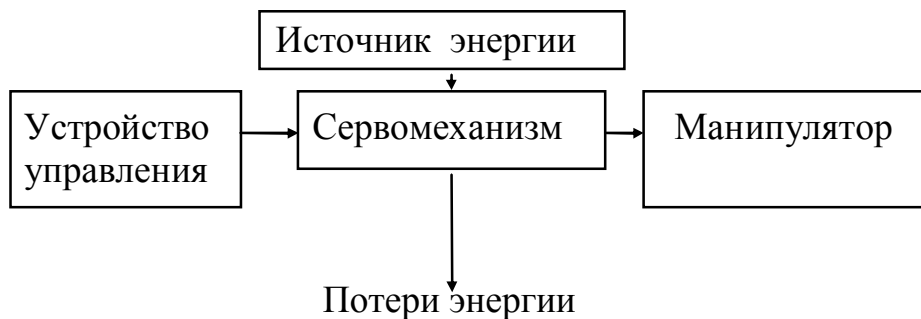 Источник энергии
Устройство
управления
Сервомеханизм
Манипулятор
Потери энергии